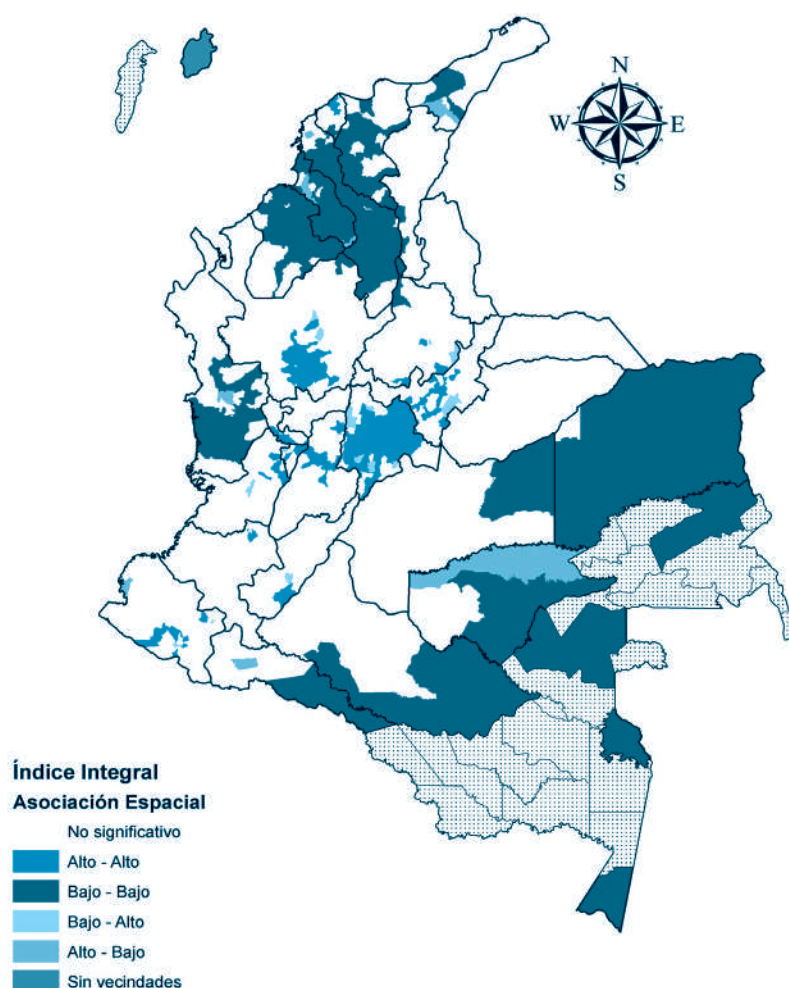 N
W E
S
Índice Integral
Asociación Espacial
No significativo
Alto - Alto
Bajo - Bajo
Bajo - Alto
Alto - Bajo
Sin vecindades